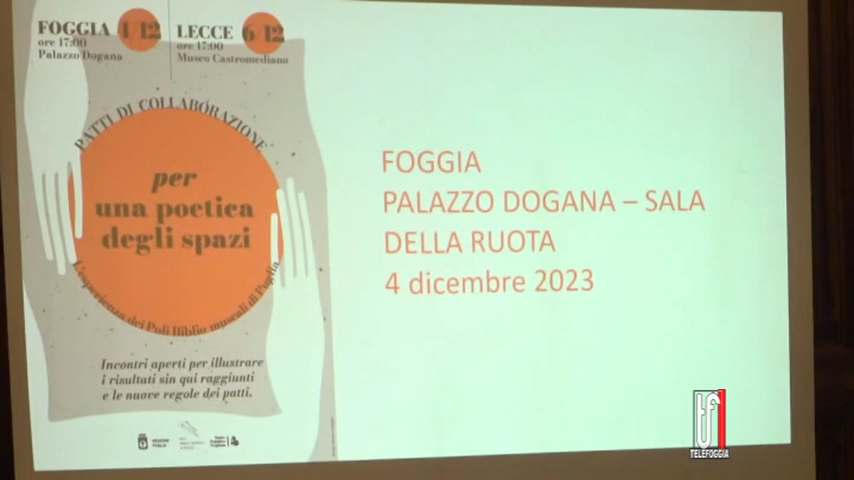 FOGGIA 4/12
ore 17:00
Palazzo Dogana
LECCE 6/12
ore 17:00
Museo Castromediano
PATTI DI COLLABORAZIONE
per
una poetica
degli spazi
L'esperienza dei Poli Biblio-museali di Puglia
Incontri aperti per illustrare
i risultati sin qui raggiunti
e le nuove regole dei patti.
REGIONE
PUGLIA
FOGGIA
PALAZZO DOGANA – SALA
DELLA RUOTA
4 dicembre 2023
TELEFOGGIA